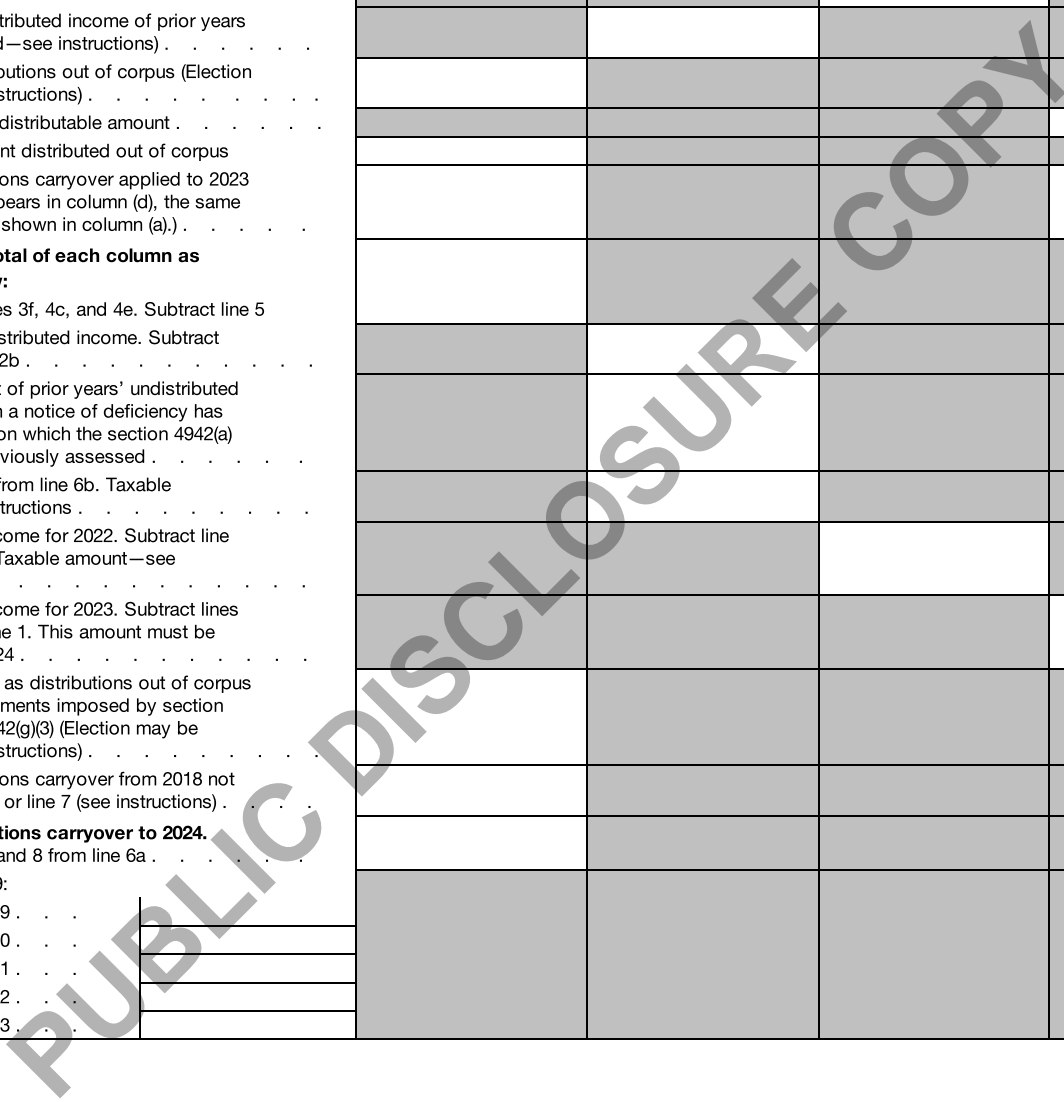 tributed income of prior years
d—see instructions) . . . . . .
butions out of corpus (Election
structions) . . . . . . . . .
distributable amount . . . . . .
nt distributed out of corpus
ons carryover applied to 2023
pears in column (d), the same
shown in column (a).) . . . . .
otal of each column as
y:
es 3f, 4c, and 4e. Subtract line 5
stributed income. Subtract
2b . . . . . . . . . . .
t of prior years’ undistributed
n a notice of deficiency has
on which the section 4942(a)
viously assessed . . . . . .
from line 6b. Taxable
tructions . . . . . . . . .
come for 2022. Subtract line
Taxable amount—see
. . . . . . . . . . .
come for 2023. Subtract lines
ne 1. This amount must be
24 . . . . . . . . . . .
as distributions out of corpus
ments imposed by section
42(g)(3) (Election may be
structions) . . . . . . . . .
ons carryover from 2018 not
or line 7 (see instructions) . . . .
tions carryover to 2024.
and 8 from line 6a . . . . . .
9:
9 . . .
0 . . .
1 . . .
2 . . .
3 . . .
PUBLIC DISCLOSURE COPY